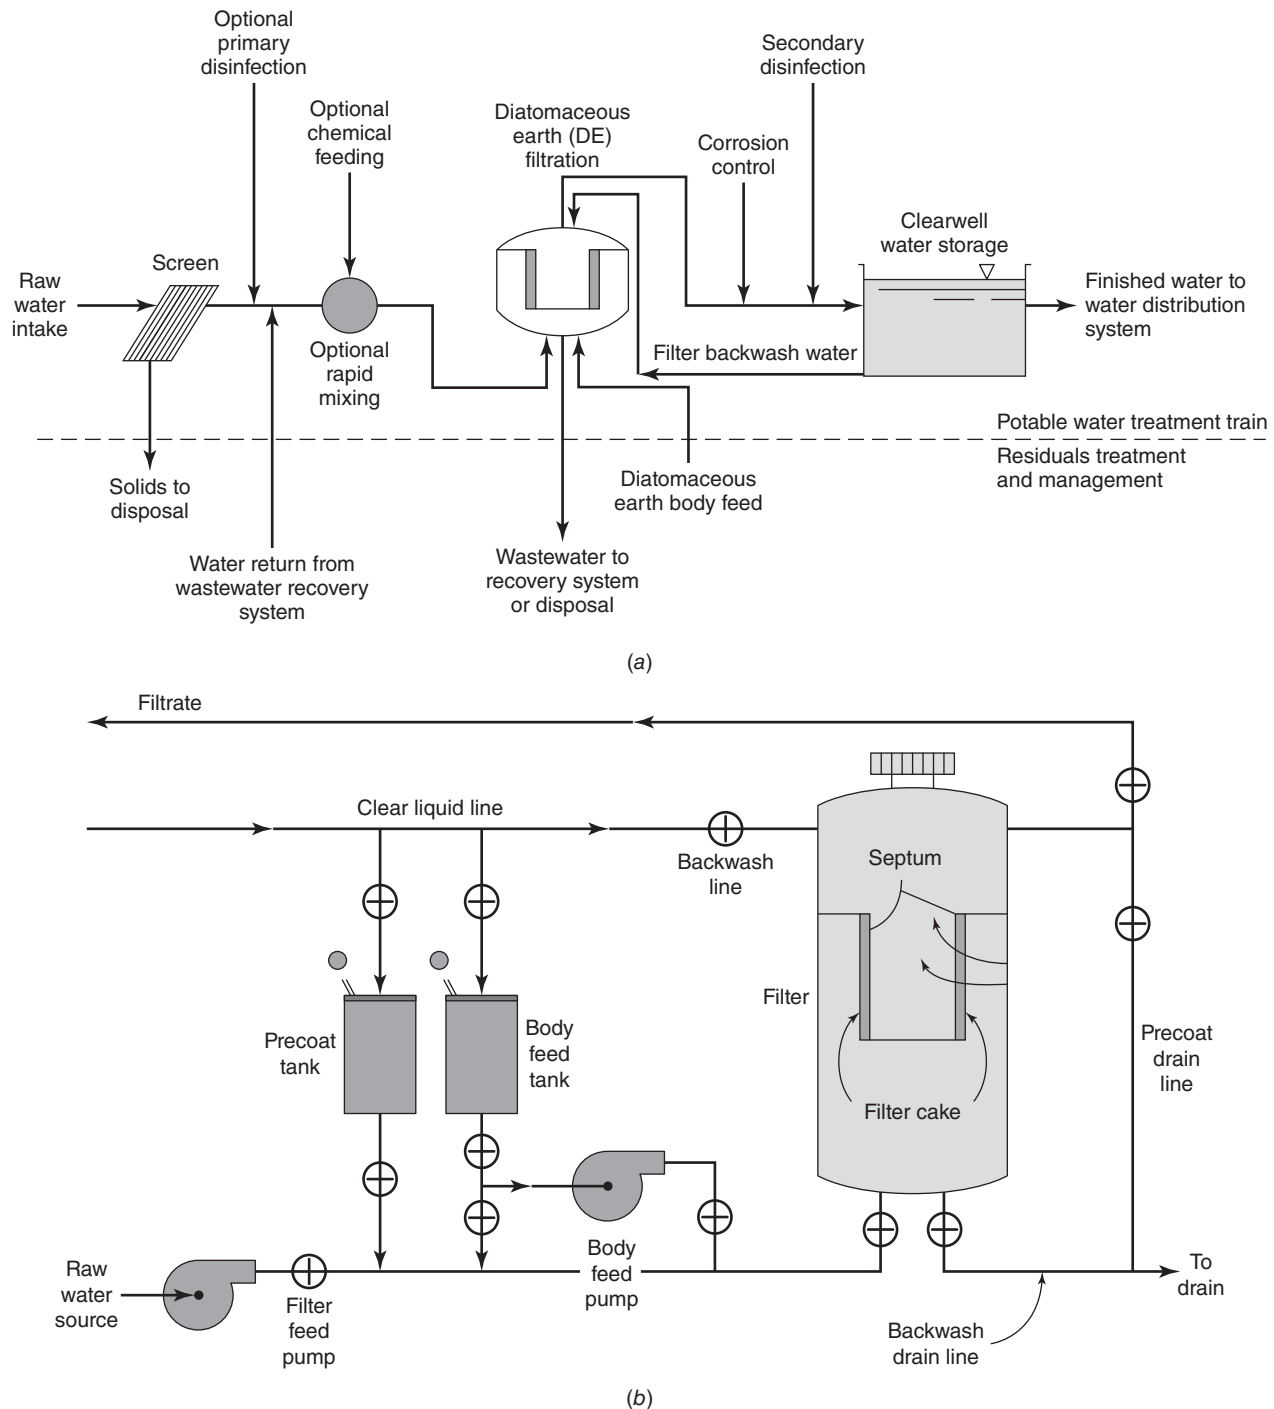 Optional
primary
disinfection
Secondary
disinfection
Optional
chemical
feeding
Diatomaceous
earth (DE)
filtration
Corrosion
control
Clearwell
water storage
Screen
Raw
water
intake
Finished water to
water distribution
system
Optional
rapid
mixing
Filter backwash water
Potable water treatment train
Residuals treatment
and management
Solids to
disposal
Diatomaceous
earth body feed
Water return from
wastewater recovery
system
Wastewater to
recovery system
or disposal
(a)
Filtrate
Clear liquid line
Backwash
line
Septum
Filter
Precoat
tank
Body
feed
tank
Precoat
drain
line
Filter cake
Raw
water
source
Filter
feed
pump
Body
feed
pump
To
drain
Backwash
drain line
(b)